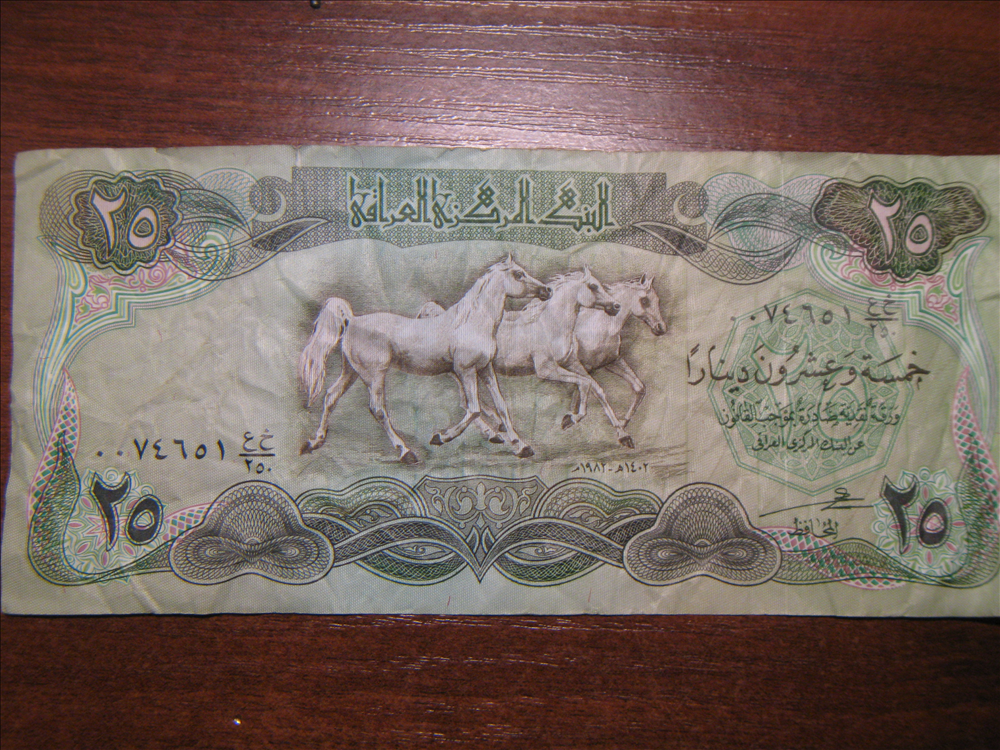 البنك المركزي العراقي
٢٥
٢٥
٠٠٧٤٦٥١ ع خ / ٢٥٠
خمسة وعشرون دينارًا
ورقة نقدية صادرة بموجب القانون
عن البنك المركزي العراقي
٠٠٧٤٦٥١ ع خ / ٢٥٠
١٤٠٢هـ-١٩٨٢م
المحافظ
٢٥
٢٥